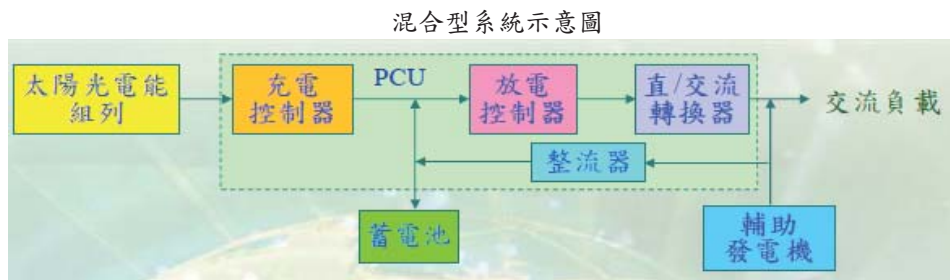 混合型系統示意圖
太陽光電能
組列
充電
控制器
PCU
放電
控制器
直/交流
轉換器
交流負載
整流器
蓄電池
輔助
發電機